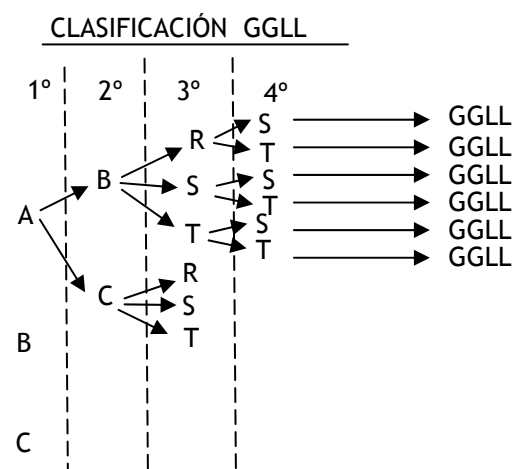 CLASIFICACIÓN GGLL
1º 2º 3º 4º
S GGLL
R T GGLL
B S S GGLL
T GGLL
A T S GGLL
T GGLL
R
C S
B T
C